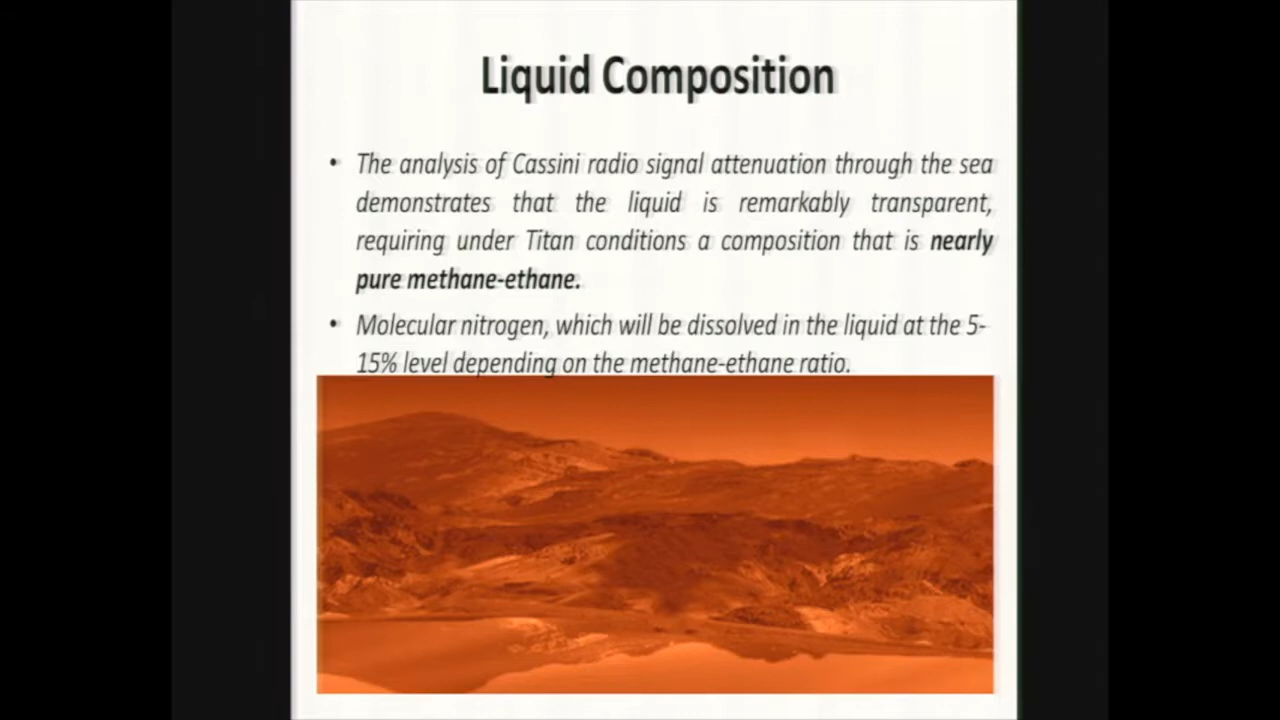 Liquid Composition
• The analysis of Cassini radio signal attenuation through the sea
demonstrates that the liquid is remarkably transparent,
requiring under Titan conditions a composition that is nearly
pure methane-ethane.
• Molecular nitrogen, which will be dissolved in the liquid at the 5-
15% level depending on the methane-ethane ratio.